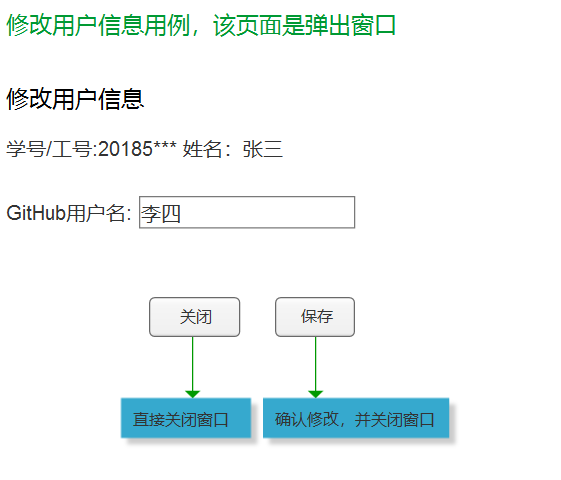 修改用户信息用例，该页面是弹出窗口
修改用户信息
学号/工号:20185*** 姓名：张三
GitHub用户名: 李四
关闭 保存
直接关闭窗口 确认修改，并关闭窗口